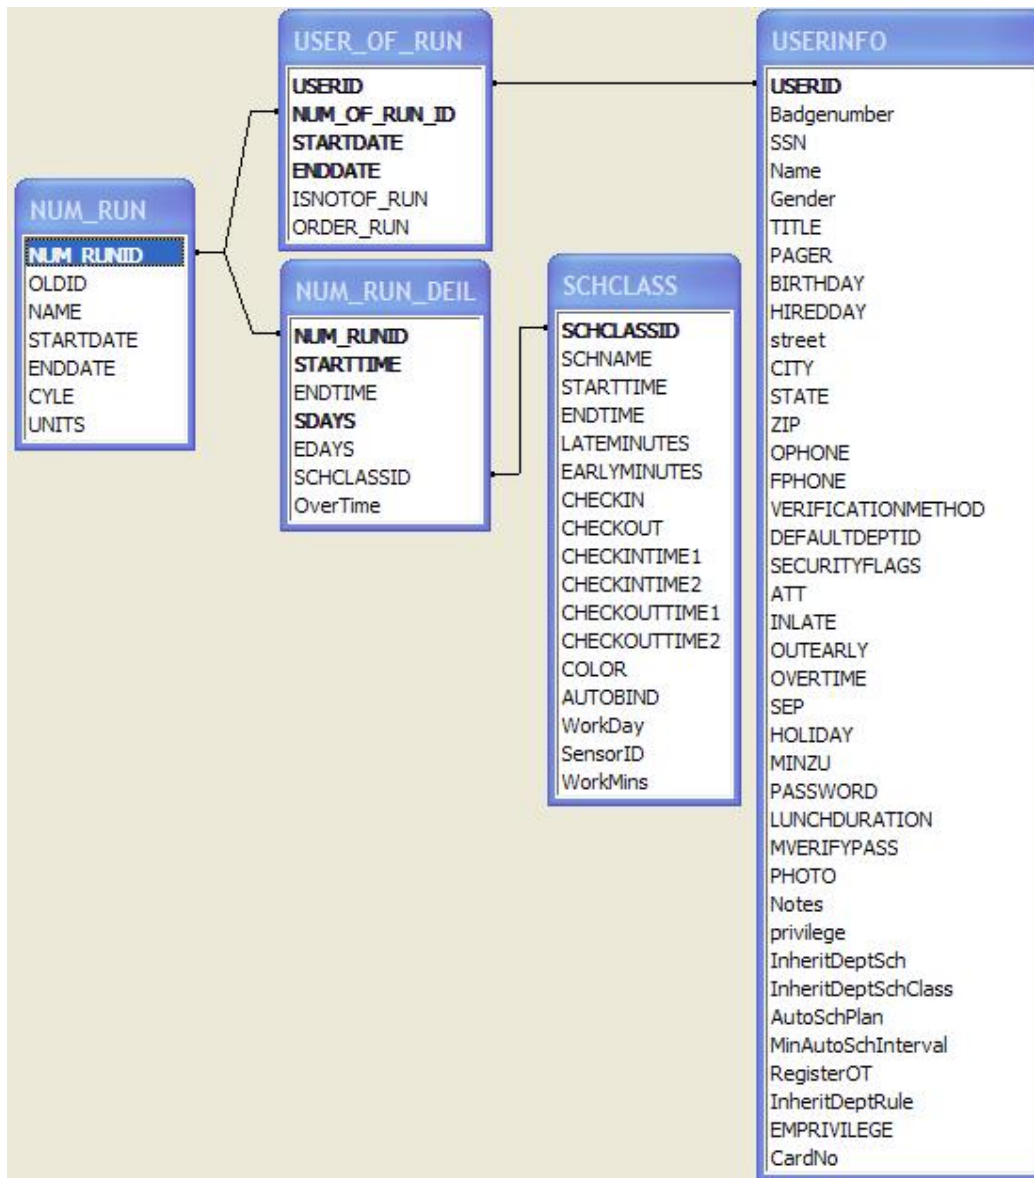 NUM_RUN
NUM_RUNID
OLDID
NAME
STARTDATE
ENDDATE
CYLE
UNITS
USER_OF_RUN
USERID
NUM_OF_RUN_ID
STARTDATE
ENDDATE
ISNOTOF_RUN
ORDER_RUN
NUM_RUN_DEIL
NUM_RUNID
STARTTIME
ENDTIME
SDAYS
EDAYS
SCHCLASSID
OverTime
SCHCLASS
SCHCLASSID
SCHNAME
STARTTIME
ENDTIME
LATEMINUTES
EARLYMINUTES
CHECKIN
CHECKOUT
CHECKINTIME1
CHECKINTIME2
CHECKOUTTIME1
CHECKOUTTIME2
COLOR
AUTOBIND
WorkDay
SensorID
WorkMins
USERINFO
USERID
Badgenumber
SSN
Name
Gender
TITLE
PAGER
BIRTHDAY
HIREDDAY
street
CITY
STATE
ZIP
OPHONE
FPHONE
VERIFICATIONMETHOD
DEFAULTDEPTID
SECURITYFLAGS
ATT
INLATE
OUTEARLY
OVERTIME
SEP
HOLIDAY
MINZU
PASSWORD
LUNCHDURATION
MVERIFYPASS
PHOTO
Notes
privilege
InheritDeptSch
InheritDeptSchClass
AutoSchPlan
MinAutoSchInterval
RegisterOT
InheritDeptRule
EMPRIVILEGE
CardNo